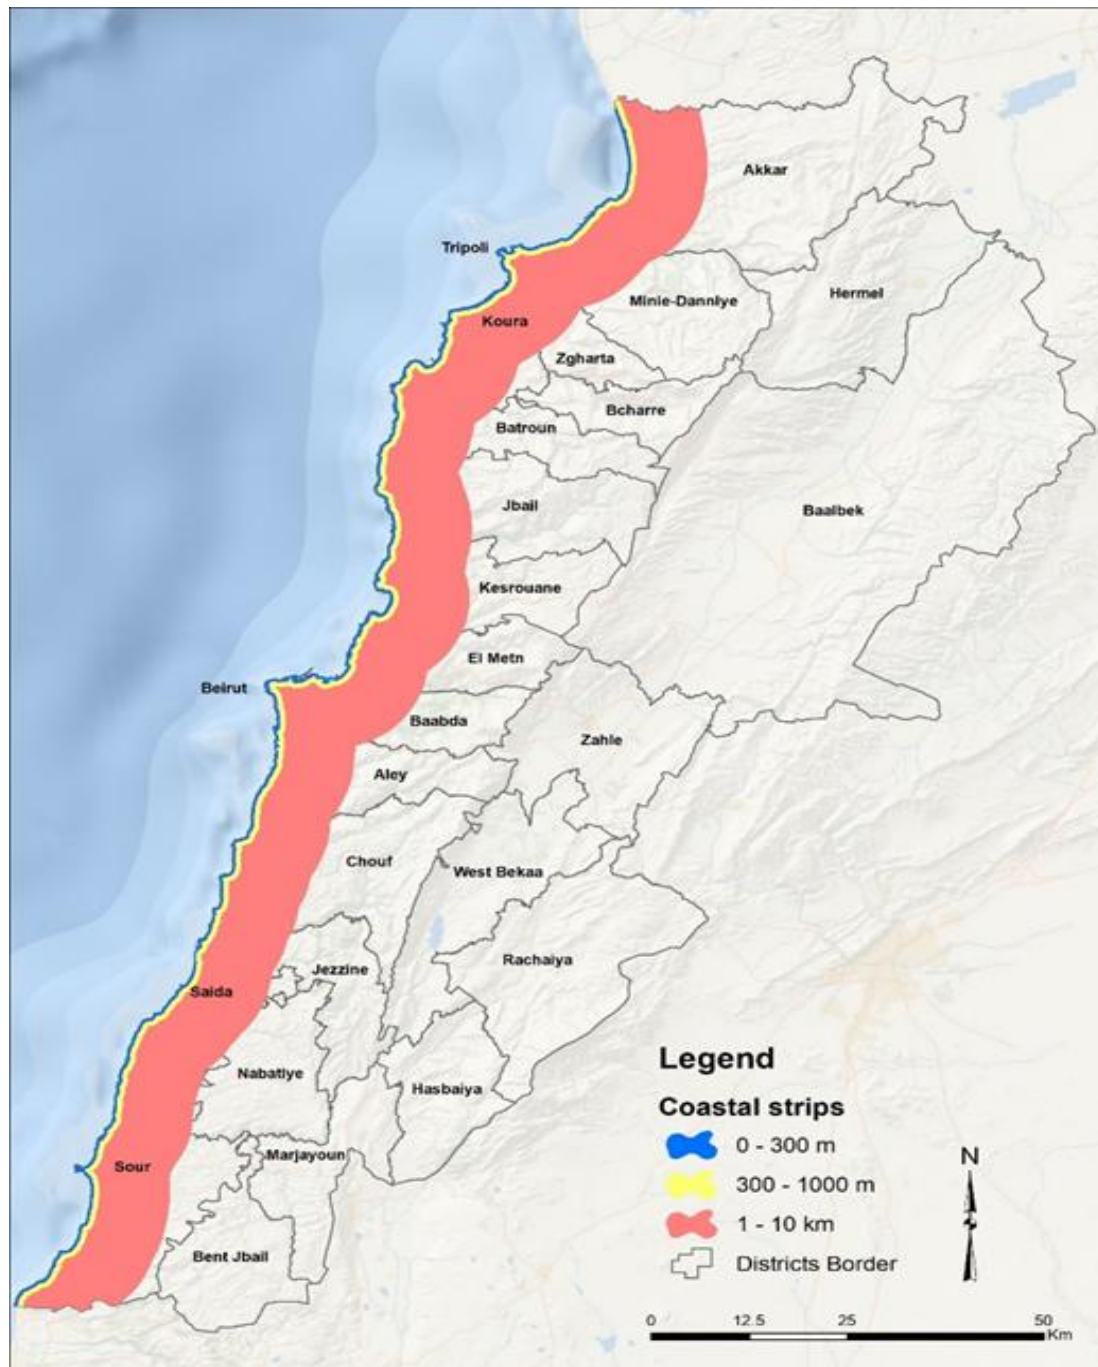 Akkar
Tripoli
Hermel
Minie-Danniye
Koura
Zgharta
Bcharre
Batroun
Jbail
Baalbek
Kesrouane
El Metn
Beirut
Baabda
Zahle
Aley
Chouf
West Bekaa
Rachaiya
Jezzine
Saida
Nabatiye
Hasbaiya
Marjayoun
Sour
Bent Jbail
Legend
Coastal strips
0 - 300 m
300 - 1000 m
1 - 10 km
Districts Border
N
0 12.5 25 50
Km